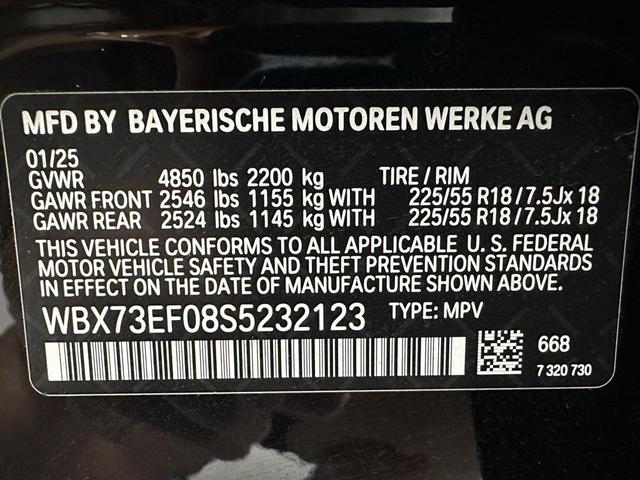 MFD BY BAYERISCHE MOTOREN WERKE AG
01/25
GVWR 4850 lbs 2200 kg TIRE / RIM
GAWR FRONT 2546 lbs 1155 kg WITH 225/55 R18 / 7.5Jx 18
GAWR REAR 2524 lbs 1145 kg WITH 225/55 R18 / 7.5Jx 18
THIS VEHICLE CONFORMS TO ALL APPLICABLE U. S. FEDERAL
MOTOR VEHICLE SAFETY AND THEFT PREVENTION STANDARDS
IN EFFECT ON THE DATE OF MANUFACTURE SHOWN ABOVE.
WBX73EF08S5232123 TYPE: MPV
668
7 320 730